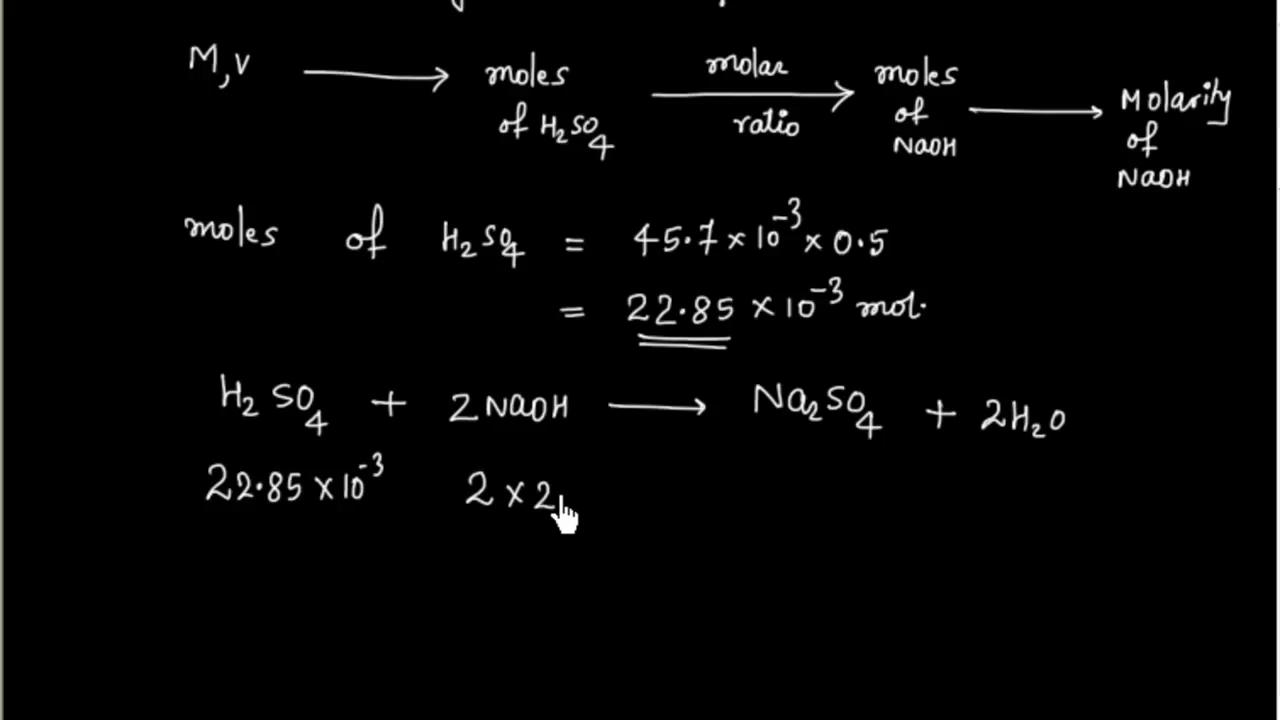 M, V ⟶ moles of H₂SO₄ ⟶ molar ratio ⟶ moles of NaOH ⟶ Molarity of NaOH
moles of H₂SO₄ = 45.7 × 10⁻³ × 0.5
= 22.85 × 10⁻³ mol.
H₂SO₄ + 2NaOH ⟶ Na₂SO₄ + 2H₂O
22.85 × 10⁻³ 2 × 2